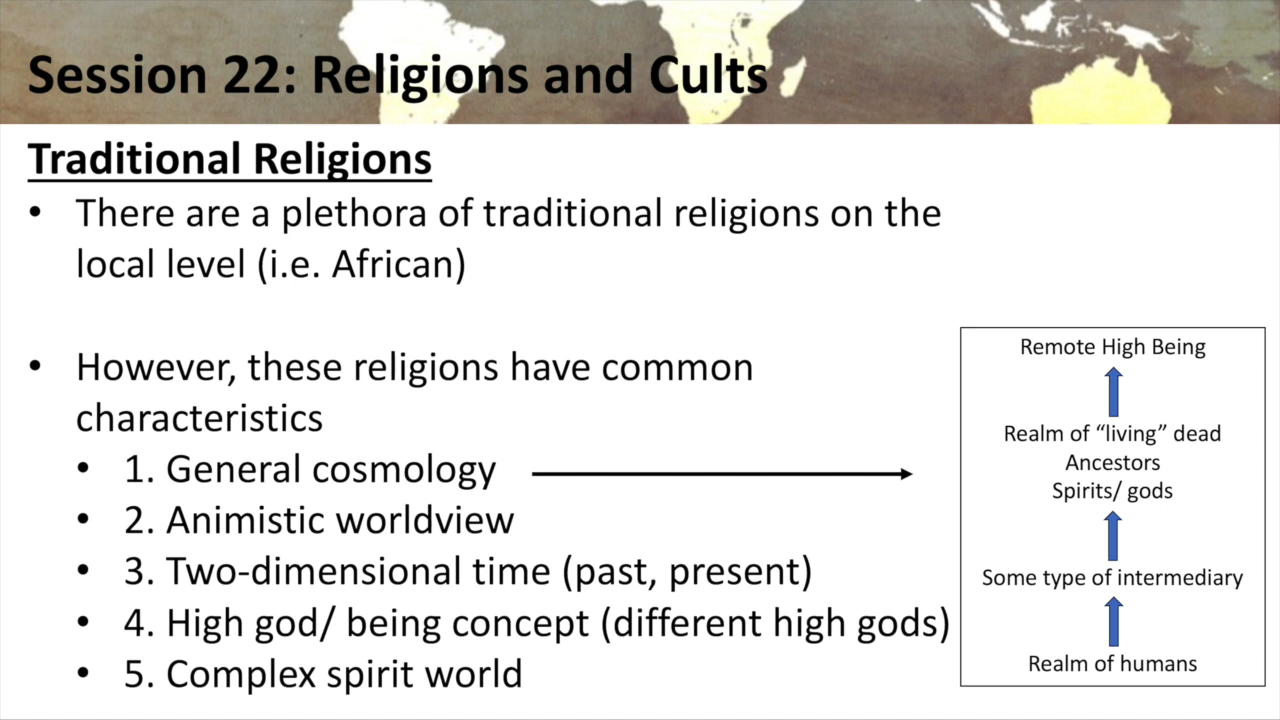 Session 22: Religions and Cults
Traditional Religions
• There are a plethora of traditional religions on the
local level (i.e. African)
• However, these religions have common
characteristics
• 1. General cosmology
• 2. Animistic worldview
• 3. Two-dimensional time (past, present)
• 4. High god/ being concept (different high gods)
• 5. Complex spirit world
Remote High Being
Realm of “living” dead
Ancestors
Spirits/ gods
Some type of intermediary
Realm of humans